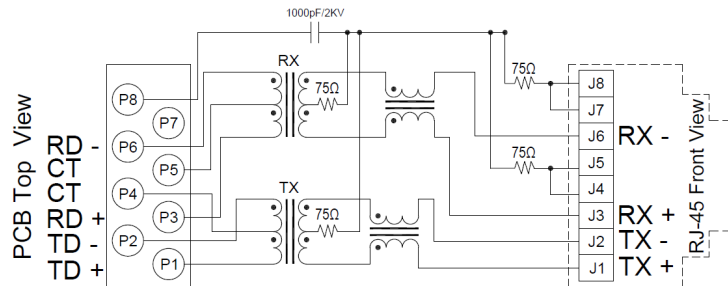 1000pF/2KV
PCB Top View
P8
P7
RD - P6
CT P5
CT P4
RD + P3
TD - P2
TD + P1
RX
75Ω
TX
75Ω
75Ω
75Ω
J8
J7
J6 RX -
J5
J4
J3 RX +
J2 TX -
J1 TX +
RJ-45 Front View